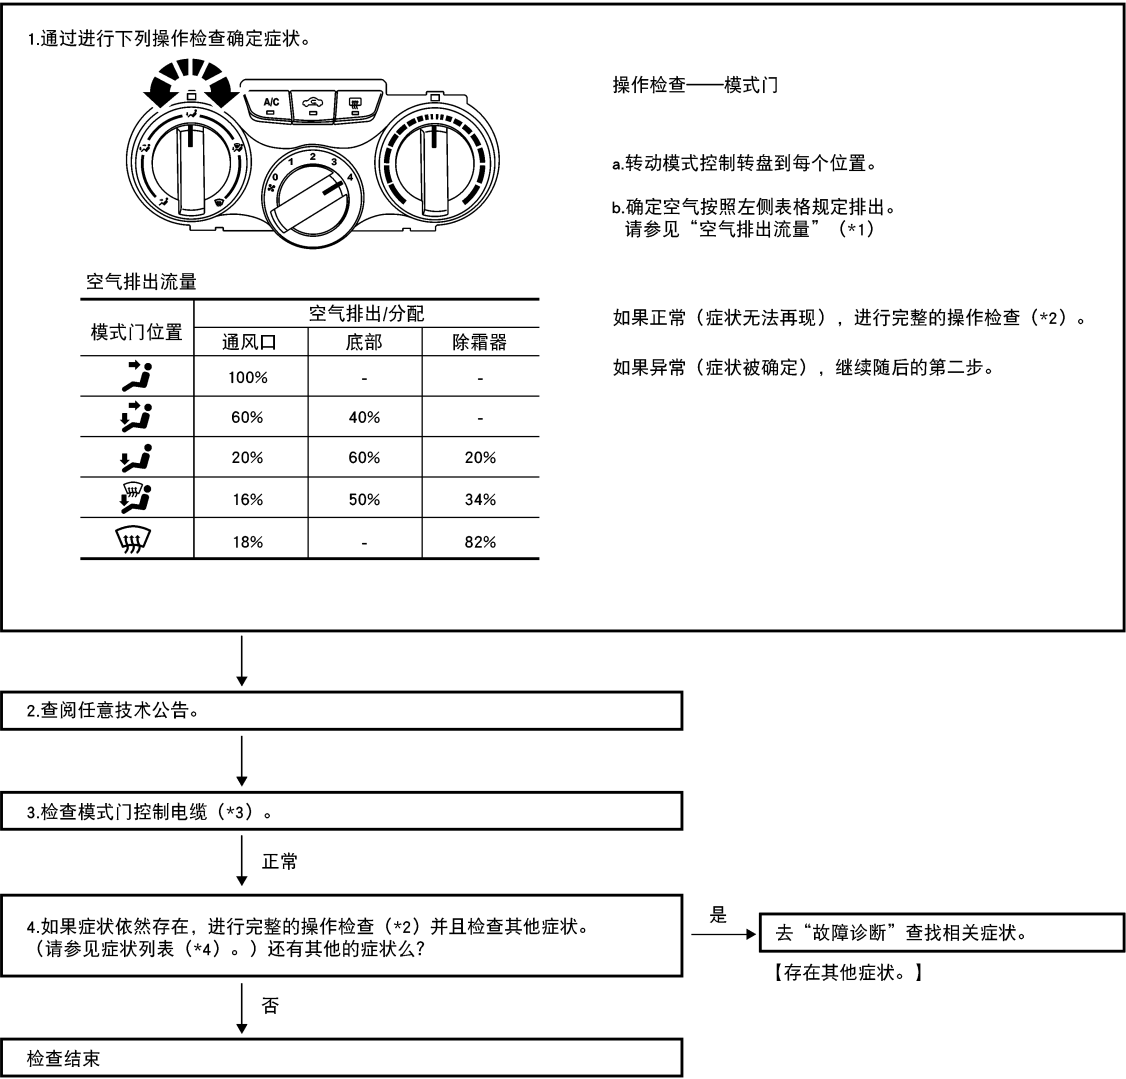 1.通过进行下列操作检查确定症状。
A/C
0
1
2
3
4
操作检查——模式门
a.转动模式控制转盘到每个位置。
b.确定空气按照左侧表格规定排出。
请参见“空气排出流量”（*1）
如果正常（症状无法再现），进行完整的操作检查（*2）。
如果异常（症状被确定），继续随后的第二步。
空气排出流量
模式门位置 空气排出/分配
通风口 底部 除霜器
100% - -
60% 40% -
20% 60% 20%
16% 50% 34%
18% - 82%
2.查阅任意技术公告。
3.检查模式门控制电缆（*3）。
正常
4.如果症状依然存在，进行完整的操作检查（*2）并且检查其他症状。
（请参见症状列表（*4）。）还有其他的症状么？
是
去“故障诊断”查找相关症状。
【存在其他症状。】
否
检查结束